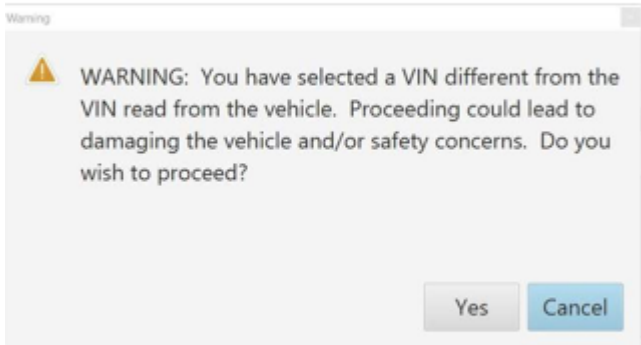 Warning
WARNING:  You have selected a VIN different from the
VIN read from the vehicle.  Proceeding could lead to
damaging the vehicle and/or safety concerns.  Do you
wish to proceed?
Yes
Cancel